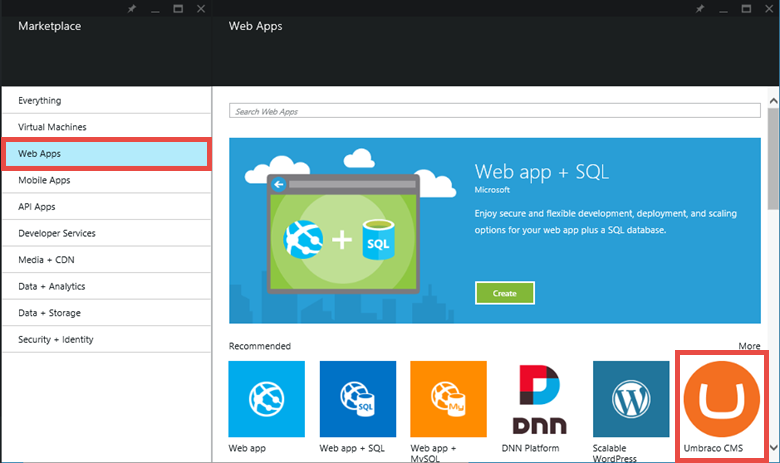 Marketplace
Web Apps
Everything
Virtual Machines
Web Apps
Mobile Apps
API Apps
Developer Services
Media + CDN
Data + Analytics
Data + Storage
Security + Identity
Search Web Apps
Web app + SQL
Microsoft
Enjoy secure and flexible development, deployment, and scaling
options for your web app plus a SQL database.
SQL
Create
Recommended
More
SQL
My
DNN
Web app
Web app + SQL
Web app +
MySQL
DNN Platform
Scalable
WordPress
Umbraco CMS